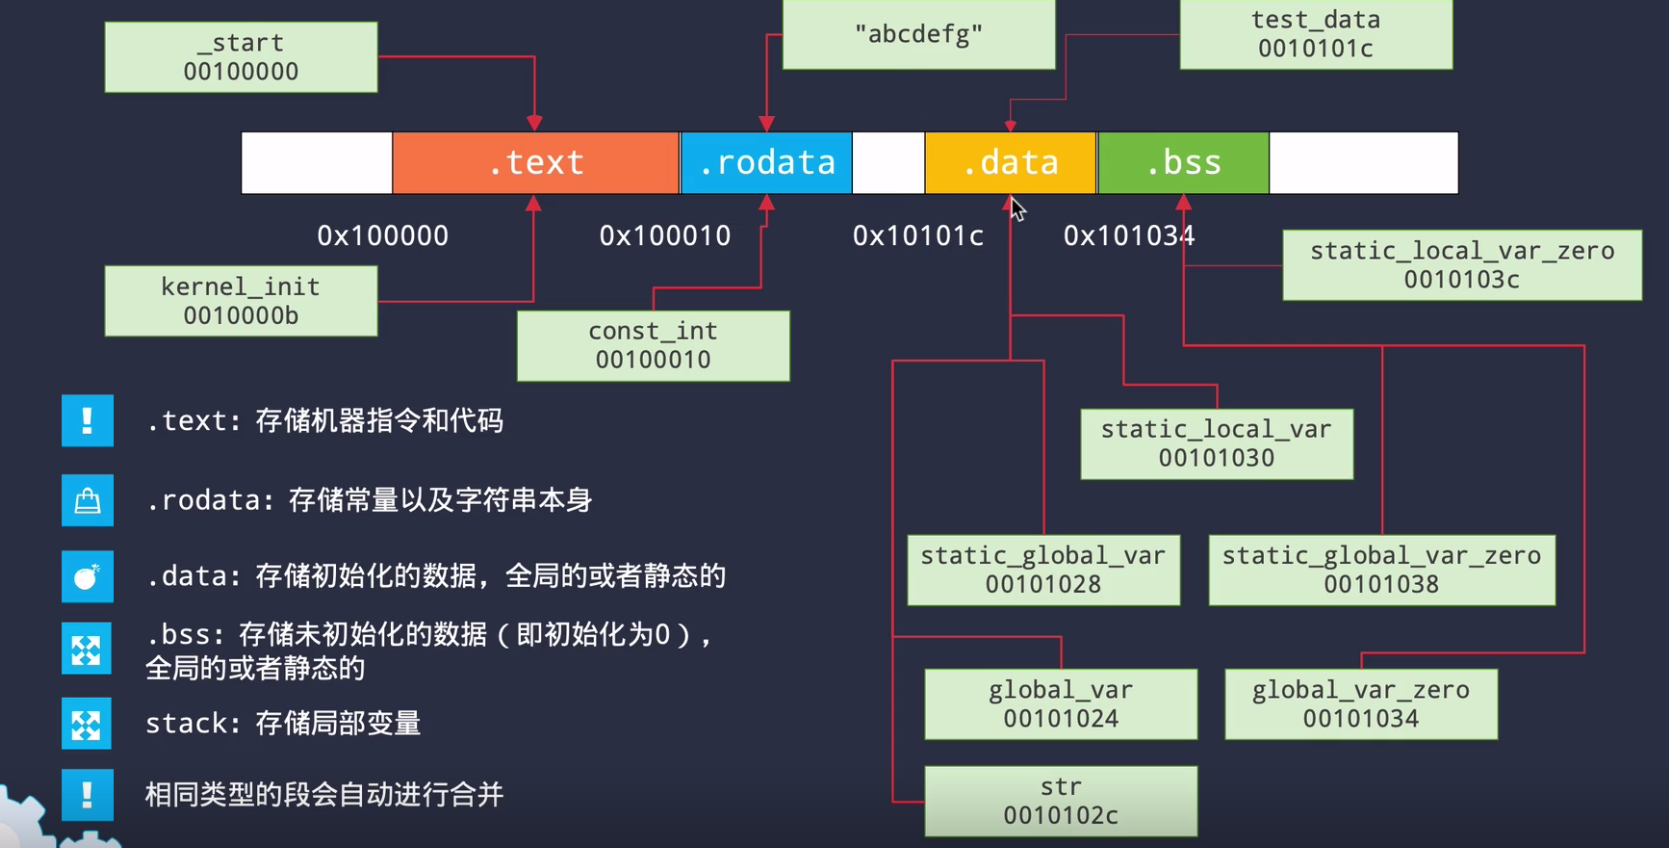 _start
00100000
"abcdefg"
test_data
0010101c
.text
.rodata
.data
.bss
0x100000
0x100010
0x10101c
0x101034
static_local_var_zero
0010103c
kernel_init
0010000b
const_int
00100010
.text: 存储机器指令和代码
static_local_var
00101030
.rodata: 存储常量以及字符串本身
.data: 存储初始化的数据，全局的或者静态的
static_global_var
00101028
static_global_var_zero
00101038
.bss: 存储未初始化的数据（即初始化为0），
全局的或者静态的
stack: 存储局部变量
global_var
00101024
global_var_zero
00101034
相同类型的段会自动进行合并
str
0010102c